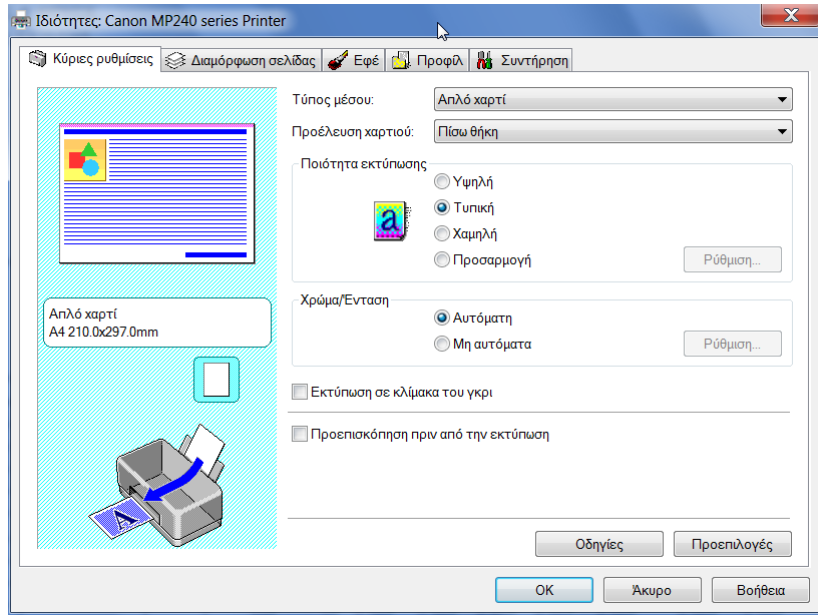 Ιδιότητες: Canon MP240 series Printer
Κύριες ρυθμίσεις Διαμόρφωση σελίδας Εφέ Προφίλ Συντήρηση
Τύπος μέσου: Απλό χαρτί
Προέλευση χαρτιού: Πίσω θήκη
Ποιότητα εκτύπωσης
Υψηλή
a Τυπική
Χαμηλή
Προσαρμογή Ρύθμιση...
Χρώμα/Ένταση
Απλό χαρτί
A4 210.0x297.0mm
Αυτόματη
Μη αυτόματα Ρύθμιση...
Εκτύπωση σε κλίμακα του γκρι
Προεπισκόπηση πριν από την εκτύπωση
A
Οδηγίες Προεπιλογές
OK Άκυρο Βοήθεια